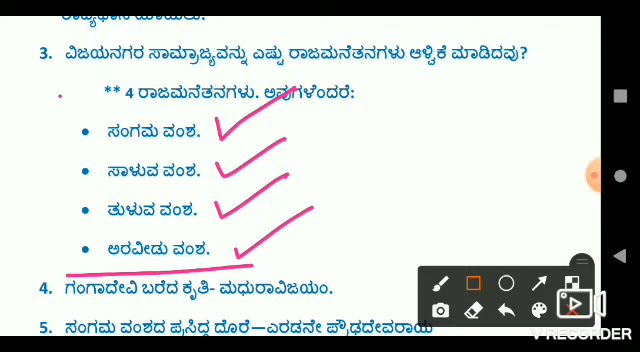 3. ವಿಜಯನಗರ ಸಾಮ್ರಾಜ್ಯವನ್ನು ಎಷ್ಟು ರಾಜಮನೆತನಗಳು ಆಳ್ವಿಕೆ ಮಾಡಿದವು?
** 4 ರಾಜಮನೆತನಗಳು. ಅವುಗಳೆಂದರೆ:
• ಸಂಗಮ ವಂಶ.
• ಸಾಳುವ ವಂಶ.
• ತುಳುವ ವಂಶ.
• ಅರವೀಡು ವಂಶ.
4. ಗಂಗಾದೇವಿ ಬರೆದ ಕೃತಿ- ಮಧುರಾವಿಜಯಂ.
5. ಸಂಗಮ ವಂಶದ ಪ್ರಸಿದ್ಧ ದೊರೆ—ಎರಡನೇ ಪ್ರೌಢದೇವರಾಯ
VRECORDER